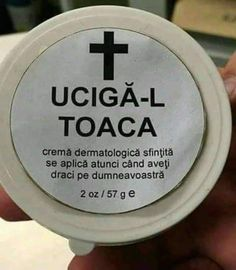 UCIGĂ-L
TOACA
cremă dermatologică sfințită
se aplică atunci când aveți
draci pe dumneavoastră
2 oz / 57 g e